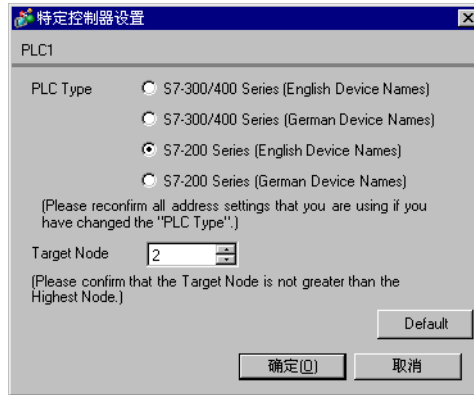 特定控制器设置
PLC1
PLC Type
S7-300/400 Series (English Device Names)
S7-300/400 Series (German Device Names)
S7-200 Series (English Device Names)
S7-200 Series (German Device Names)
(Please reconfirm all address settings that you are using if you
have changed the "PLC Type".)
Target Node 2
(Please confirm that the Target Node is not greater than the
Highest Node.)
Default
确定(O) 取消